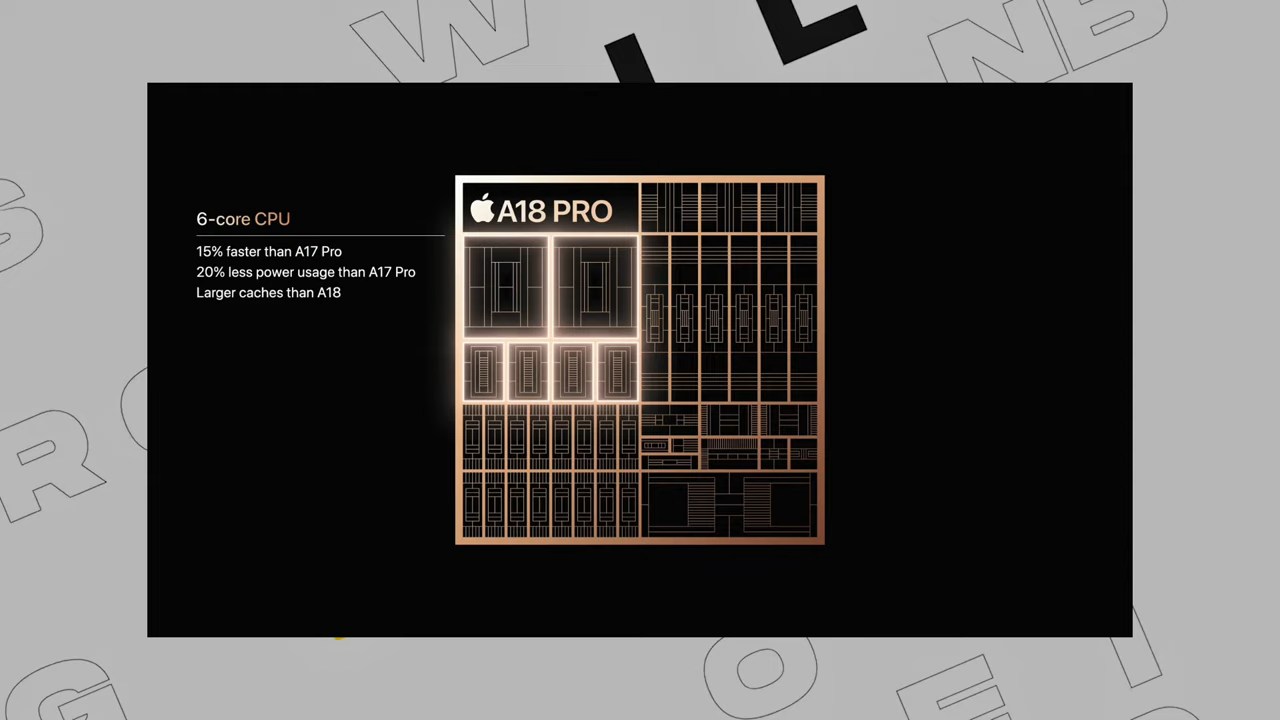 W
L
NB
I
S
A18 PRO
6-core CPU
15% faster than A17 Pro
20% less power usage than A17 Pro
Larger caches than A18
R
G
O
E